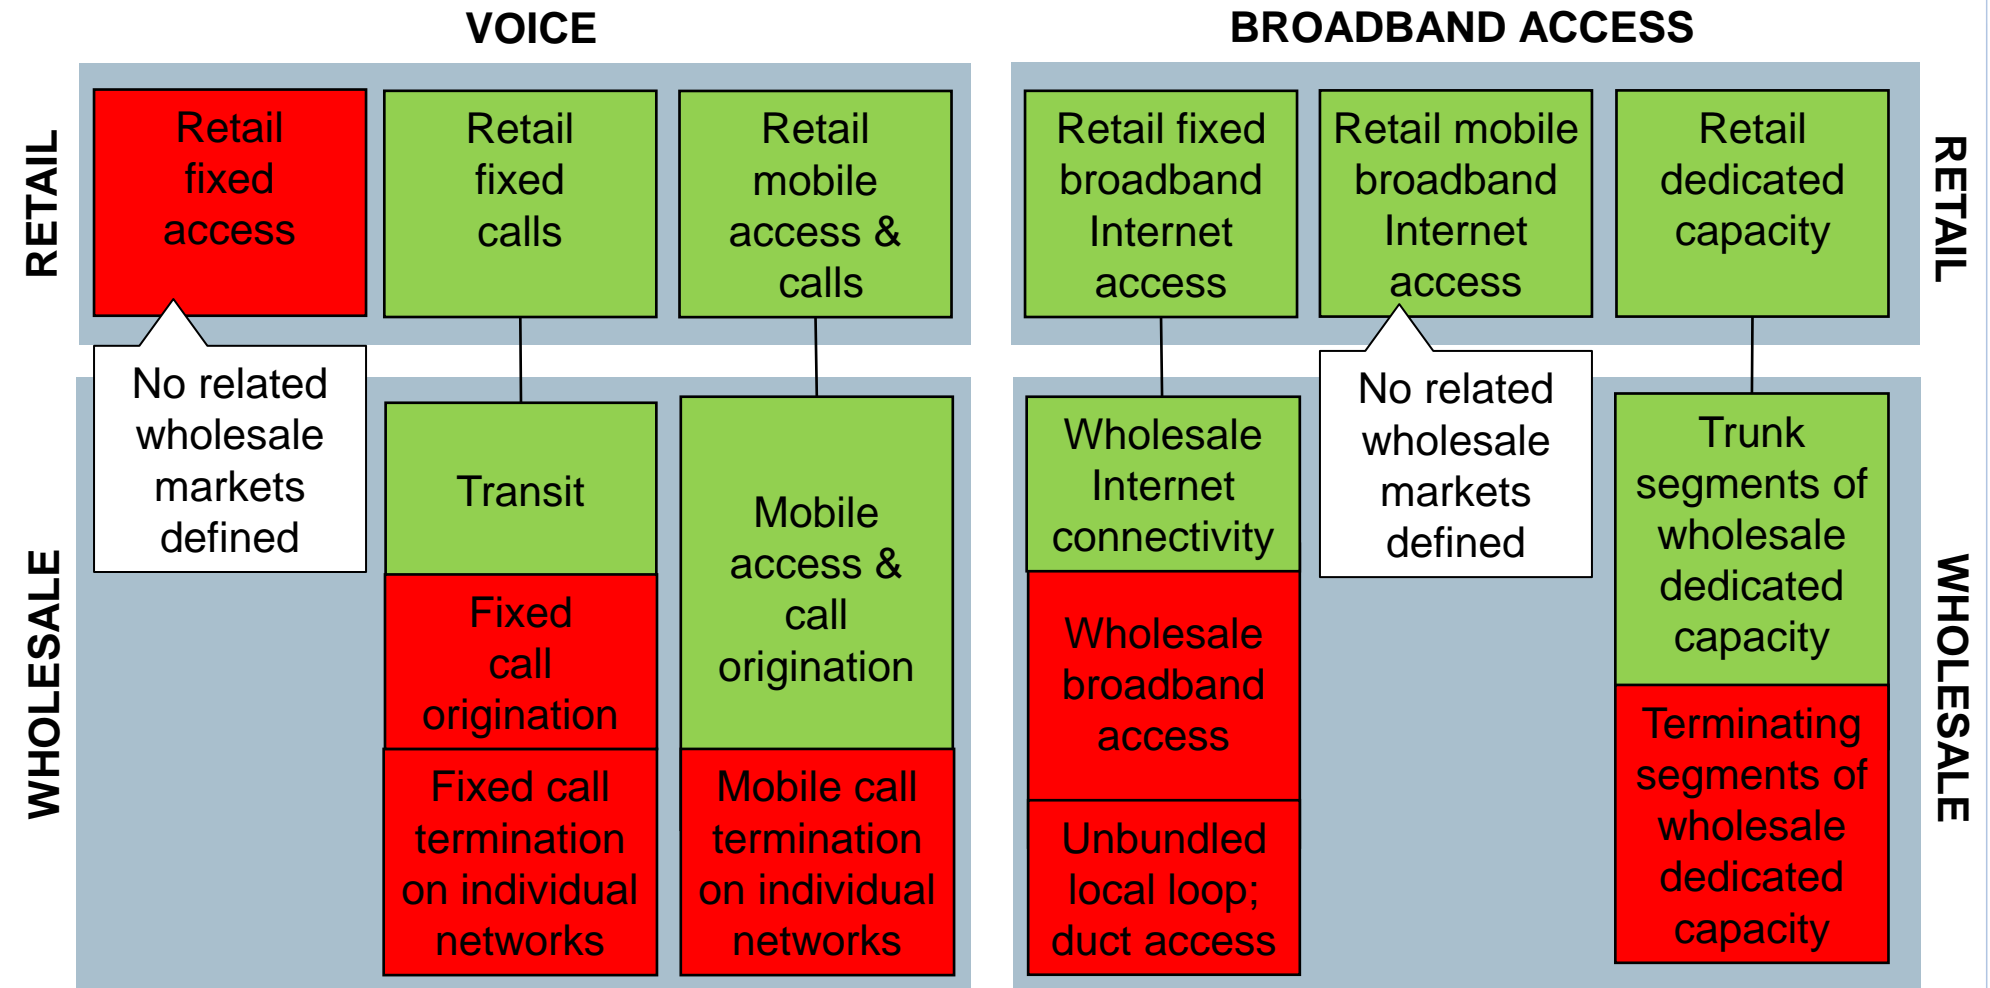 VOICE
BROADBAND ACCESS
RETAIL
Retail
fixed
access
Retail
fixed
calls
Retail
mobile
access &
calls
Retail fixed
broadband
Internet
access
Retail mobile
broadband
Internet
access
Retail
dedicated
capacity
RETAIL
WHOLESALE
No related
wholesale
markets
defined
Transit
Fixed
call
origination
Fixed call
termination
on individual
networks
Mobile
access &
call
origination
Mobile call
termination
on individual
networks
Wholesale
Internet
connectivity
Wholesale
broadband
access
Unbundled
local loop;
duct access
No related
wholesale
markets
defined
Trunk
segments of
wholesale
dedicated
capacity
Terminating
segments of
wholesale
dedicated
capacity
WHOLESALE